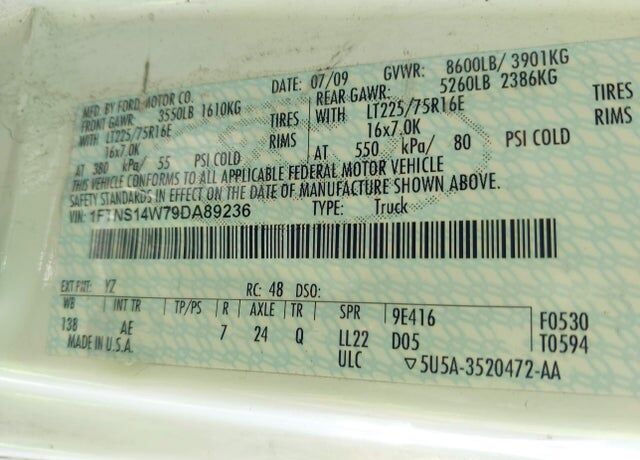 MFD. BY FORD MOTOR CO. DATE: 07/09 GVWR: 8600LB/ 3901KG
FRONT GAWR: 3550LB 1610KG REAR GAWR: 5260LB 2386KG
WITH LT225/75R16E TIRES WITH LT225/75R16E TIRES
16x7.0K RIMS 16x7.0K RIMS
AT 380 kPa/ 55 PSI COLD AT 550 kPa/ 80 PSI COLD
THIS VEHICLE CONFORMS TO ALL APPLICABLE FEDERAL MOTOR VEHICLE
SAFETY STANDARDS IN EFFECT ON THE DATE OF MANUFACTURE SHOWN ABOVE.
VIN: 1FTNS14W79DA89236 TYPE: Truck
EXT PNT: YZ RC: 48 DSO:
WB INT TR TP/PS R AXLE TR SPR 9E416 F0530
138 AE 7 24 Q LL22 D05 T0594
MADE IN U.S.A. ULC ▽5U5A-3520472-AA